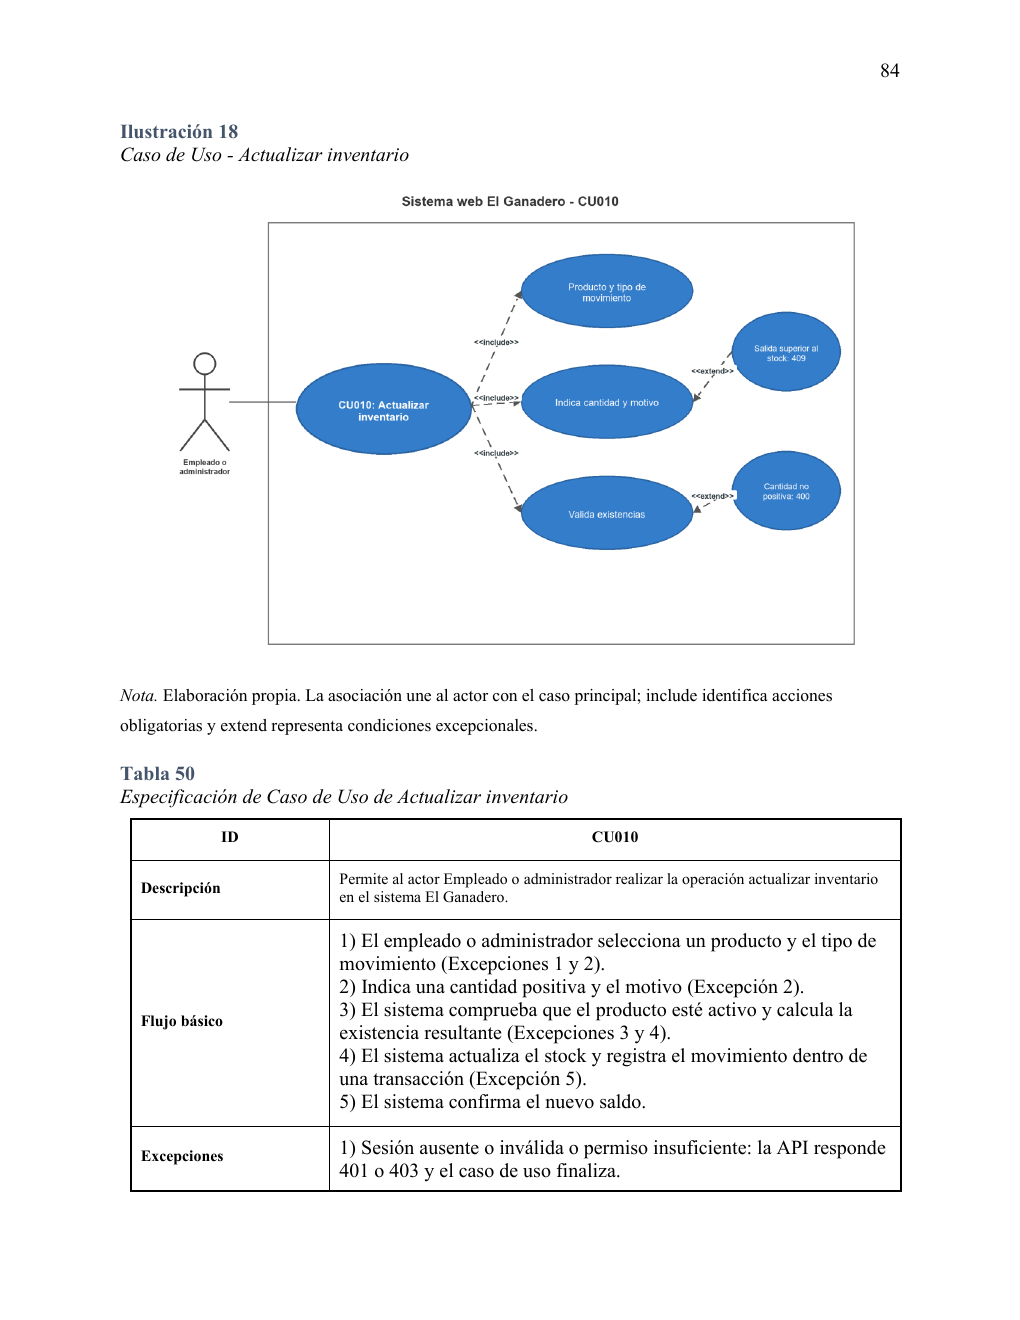 84
Ilustración 18
Caso de Uso - Actualizar inventario
Sistema web El Ganadero - CU010
Producto y tipo de
movimiento
<<include>>
Salida superior al
stock: 409
<<extend>>
<<include>>
CU010: Actualizar
inventario
Indica cantidad y motivo
<<include>>
Empleado o
administrador
Cantidad no
positiva: 400
<<extend>>
Valida existencias
Nota. Elaboración propia. La asociación une al actor con el caso principal; include identifica acciones
obligatorias y extend representa condiciones excepcionales.
Tabla 50
Especificación de Caso de Uso de Actualizar inventario
ID CU010
Descripción
Permite al actor Empleado o administrador realizar la operación actualizar inventario
en el sistema El Ganadero.
Flujo básico
1) El empleado o administrador selecciona un producto y el tipo de
movimiento (Excepciones 1 y 2).
2) Indica una cantidad positiva y el motivo (Excepción 2).
3) El sistema comprueba que el producto esté activo y calcula la
existencia resultante (Excepciones 3 y 4).
4) El sistema actualiza el stock y registra el movimiento dentro de
una transacción (Excepción 5).
5) El sistema confirma el nuevo saldo.
Excepciones
1) Sesión ausente o inválida o permiso insuficiente: la API responde
401 o 403 y el caso de uso finaliza.